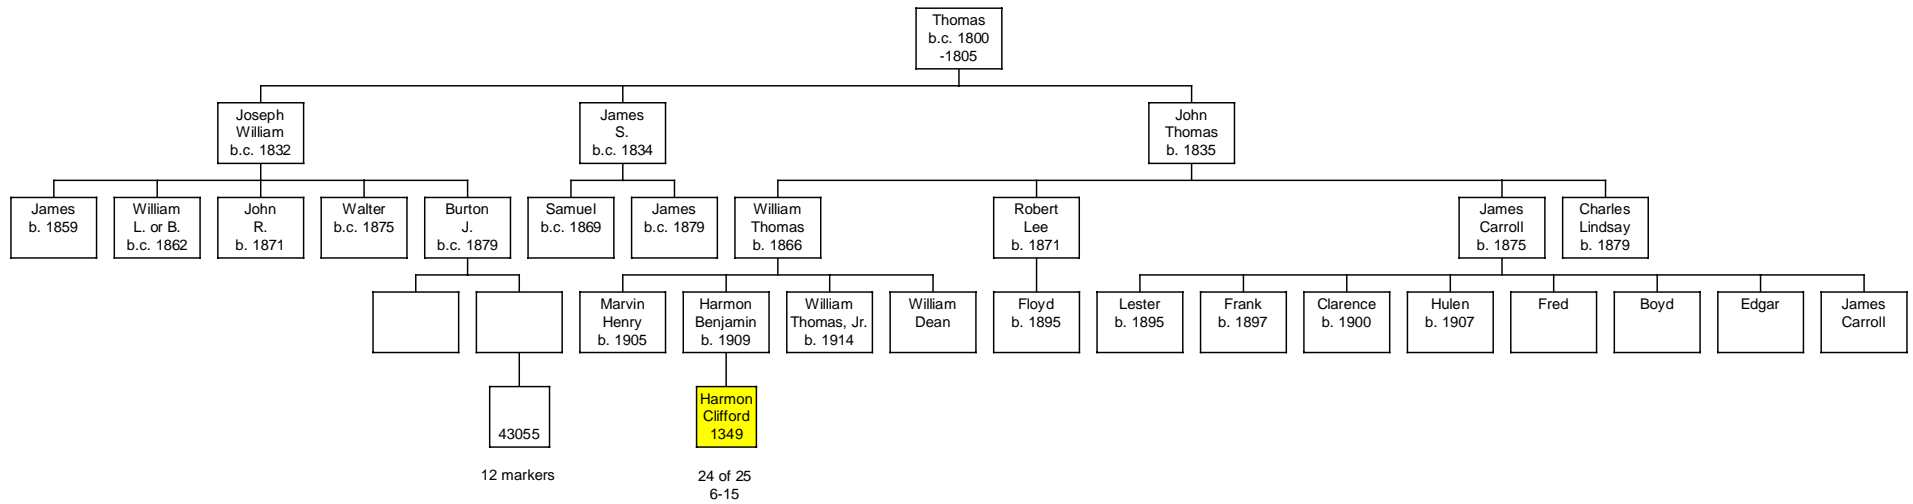 Thomas
b.c. 1800
-1805
Joseph
William
b.c. 1832
James
S.
b.c. 1834
John
Thomas
b. 1835
James
b. 1859
William
L. or B.
b.c. 1862
John
R.
b. 1871
Walter
b.c. 1875
Burton
J.
b.c. 1879
Samuel
b.c. 1869
James
b.c. 1879
William
Thomas
b. 1866
Robert
Lee
b. 1871
James
Carroll
b. 1875
Charles
Lindsay
b. 1879
Marvin
Henry
b. 1905
Harmon
Benjamin
b. 1909
William
Thomas, Jr.
b. 1914
William
Dean
Floyd
b. 1895
Lester
b. 1895
Frank
b. 1897
Clarence
b. 1900
Hulen
b. 1907
Fred
Boyd
Edgar
James
Carroll
43055
Harmon
Clifford
1349
12 markers
24 of 25
6-15